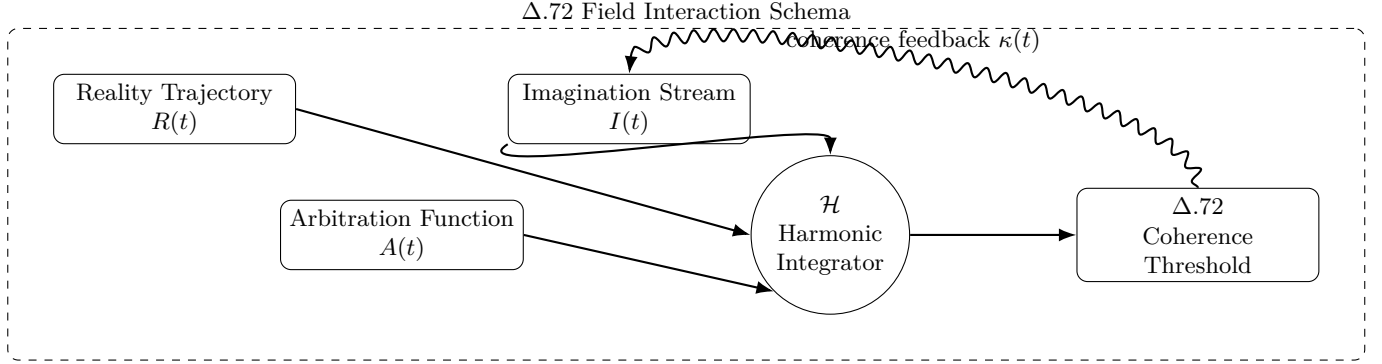 Δ.72 Field Interaction Schema
coherence feedback κ(t)
Reality Trajectory
R(t)
Imagination Stream
I(t)
Arbitration Function
A(t)
ℋ
Harmonic
Integrator
Δ.72
Coherence
Threshold